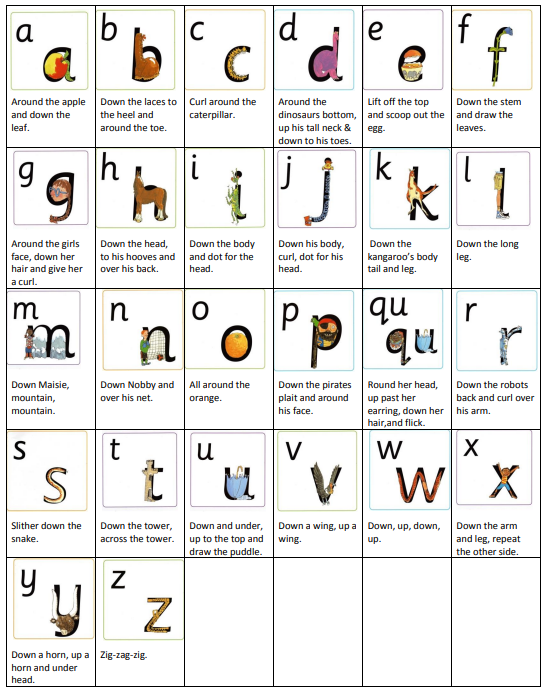 a
Around the apple
and down the
leaf.
b
Down the laces to
the heel and
around the toe.
c
Curl around the
caterpillar.
d
Around the
dinosaurs bottom,
up his tall neck &
down to his toes.
e
Lift off the top
and scoop out the
egg.
f
Down the stem
and draw the
leaves.
g
Around the girls
face, down her
hair and give her
a curl.
h
Down the head,
to his hooves and
over his back.
i
Down the body
and dot for the
head.
j
Down his body,
curl, dot for his
head.
k
Down the
kangaroo's body
tail and leg.
l
Down the long
leg.
m
Down Maisie,
mountain,
mountain.
n
Down Nobby and
over his net.
o
All around the
orange.
p
Down the pirates
plait and around
his face.
qu
Round her head,
up past her
earring, down her
hair,and flick.
r
Down the robots
back and curl over
his arm.
s
Slither down the
snake.
t
Down the tower,
across the tower.
u
Down and under,
up to the top and
draw the puddle.
v
Down a wing, up a
wing.
w
Down, up, down,
up.
x
Down the arm
and leg, repeat
the other side.
y
Down a horn, up a
horn and under
head.
z
Zig-zag-zig.